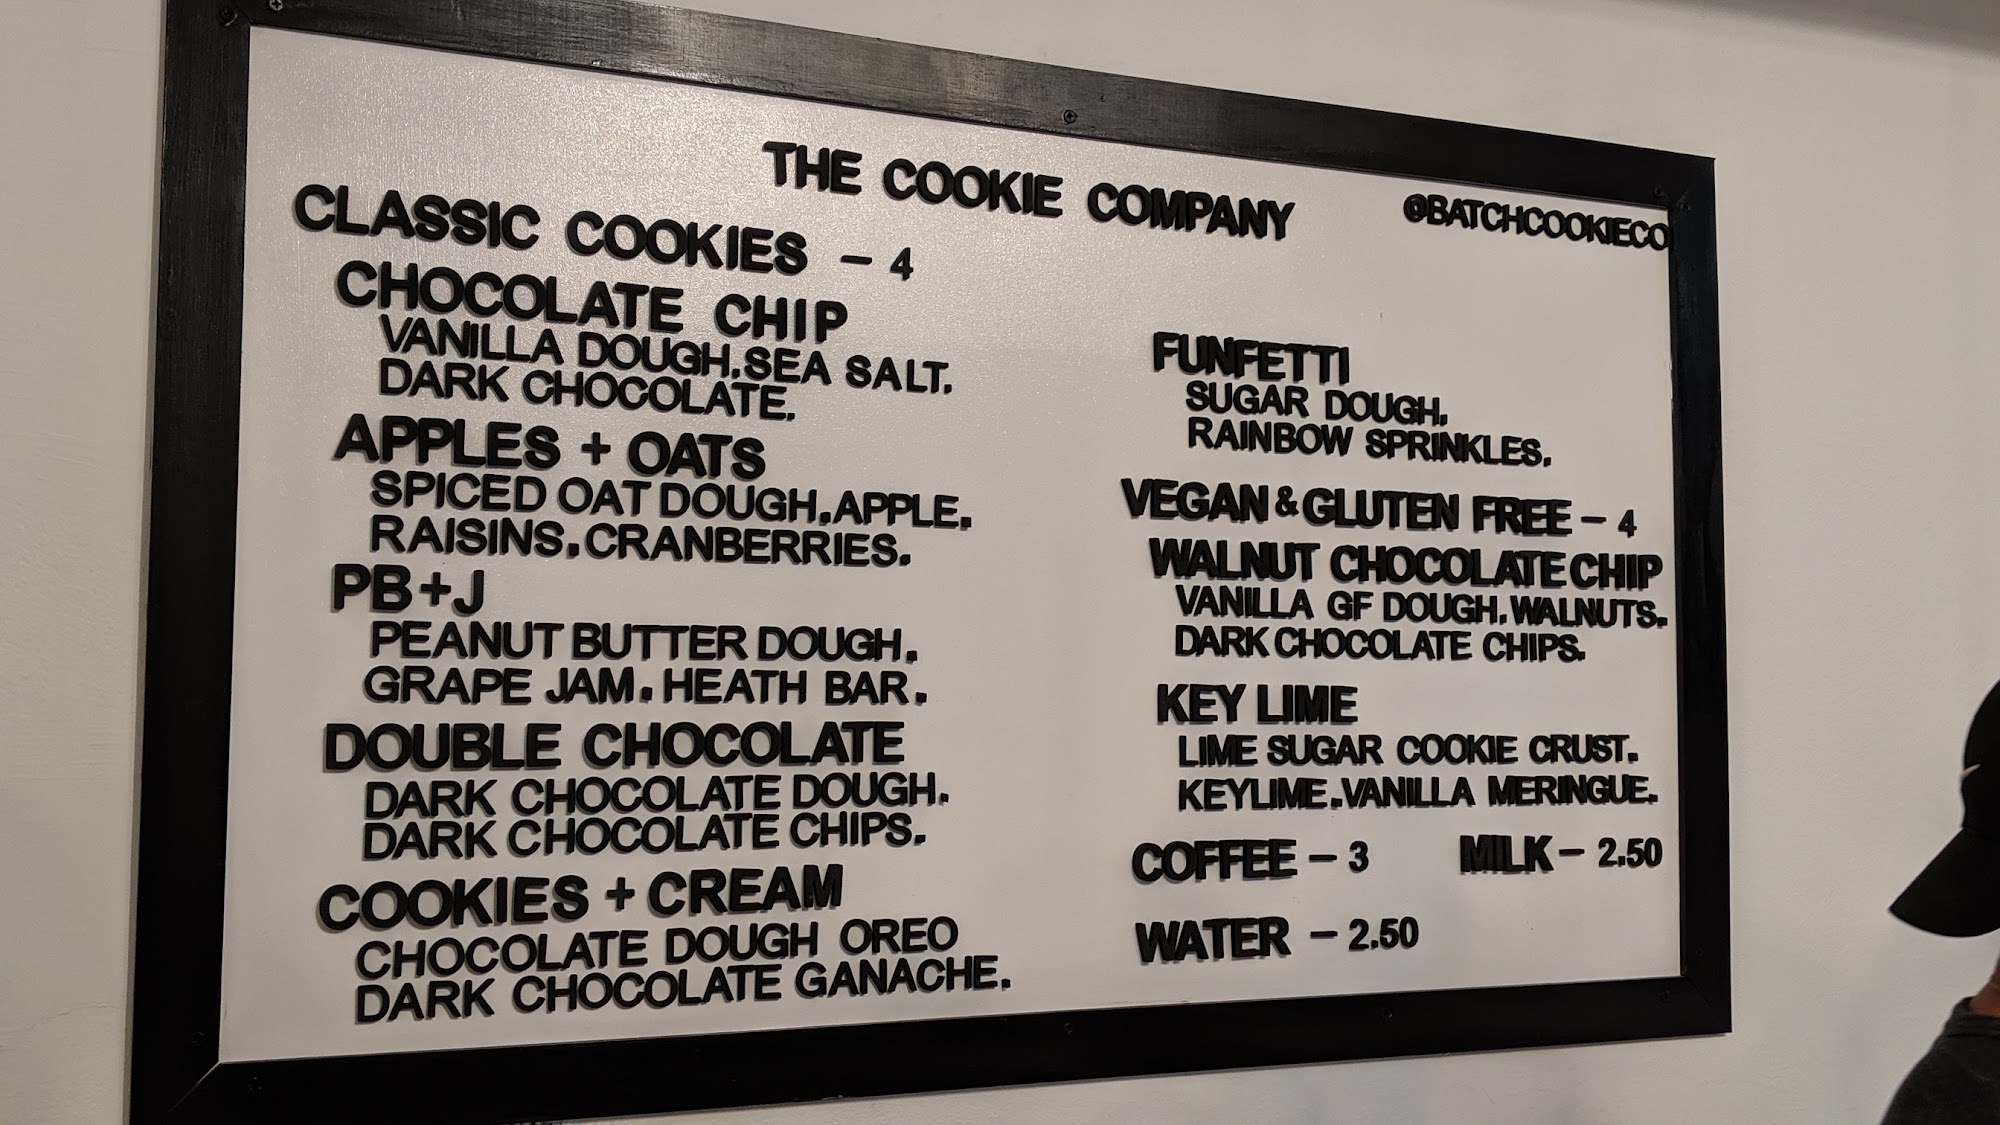 THE COOKIE COMPANY
@BATCHCOOKIECO
CLASSIC COOKIES - 4
CHOCOLATE CHIP
VANILLA DOUGH.SEA SALT.
DARK CHOCOLATE.
APPLES + OATS
SPICED OAT DOUGH.APPLE.
RAISINS.CRANBERRIES.
PB+J
PEANUT BUTTER DOUGH.
GRAPE JAM.HEATH BAR.
DOUBLE CHOCOLATE
DARK CHOCOLATE DOUGH.
DARK CHOCOLATE CHIPS.
COOKIES + CREAM
CHOCOLATE DOUGH OREO
DARK CHOCOLATE GANACHE.
FUNFETTI
SUGAR DOUGH.
RAINBOW SPRINKLES.
VEGAN & GLUTEN FREE - 4
WALNUT CHOCOLATE CHIP
VANILLA GF DOUGH.WALNUTS.
DARK CHOCOLATE CHIPS.
KEY LIME
LIME SUGAR COOKIE CRUST.
KEYLIME.VANILLA MERINGUE.
COFFEE - 3 MILK - 2.50
WATER - 2.50